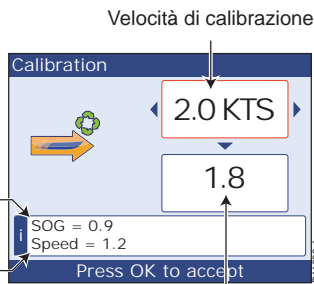 Velocità di calibrazione
Calibration
2.0 KTS
1.8
i
SOG = 0.9
Speed = 1.2
Press OK to accept